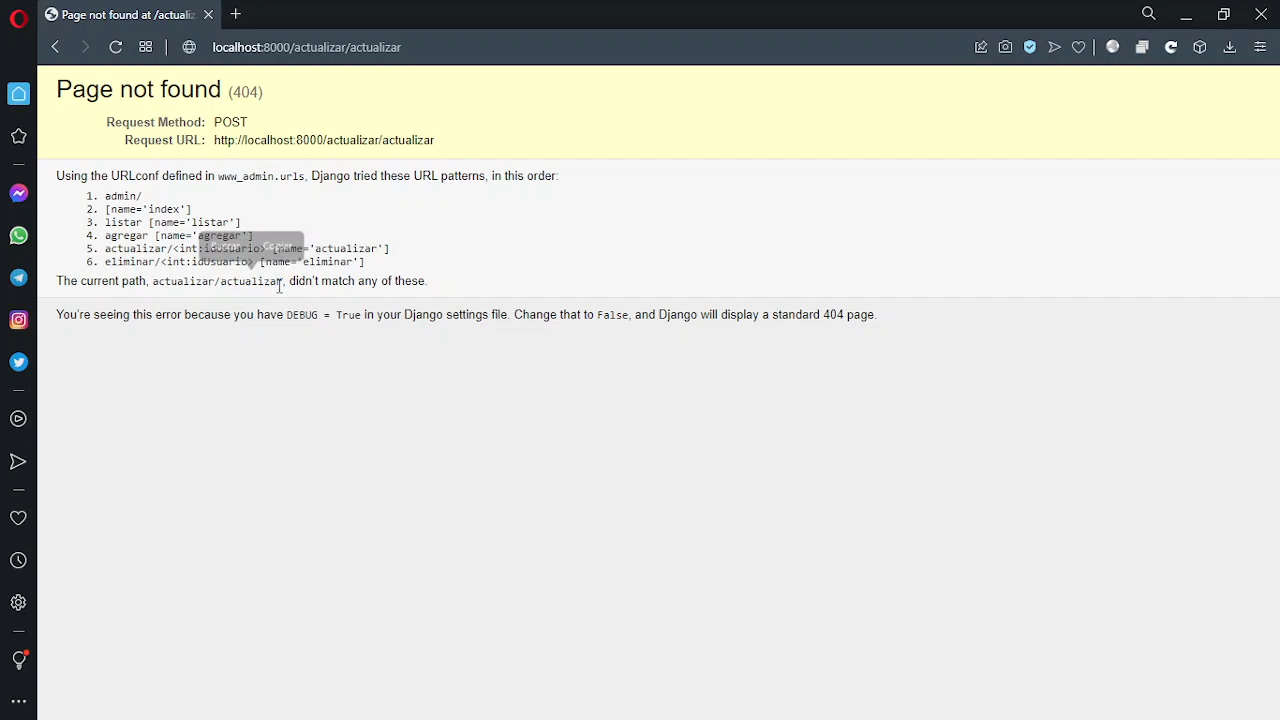 Page not found at /actualiz
localhost:8000/actualizar/actualizar
Page not found (404)
Request Method: POST
Request URL: http://localhost:8000/actualizar/actualizar
Using the URLconf defined in www_admin.urls, Django tried these URL patterns, in this order:
1. admin/
2. [name='index']
3. listar [name='listar']
4. agregar [name='agregar']
5. actualizar/<int:idUsuario> [name='actualizar']
6. eliminar/<int:idUsuario> [name='eliminar']
Copiar
The current path, actualizar/actualizar, didn't match any of these.
You're seeing this error because you have DEBUG = True in your Django settings file. Change that to False, and Django will display a standard 404 page.